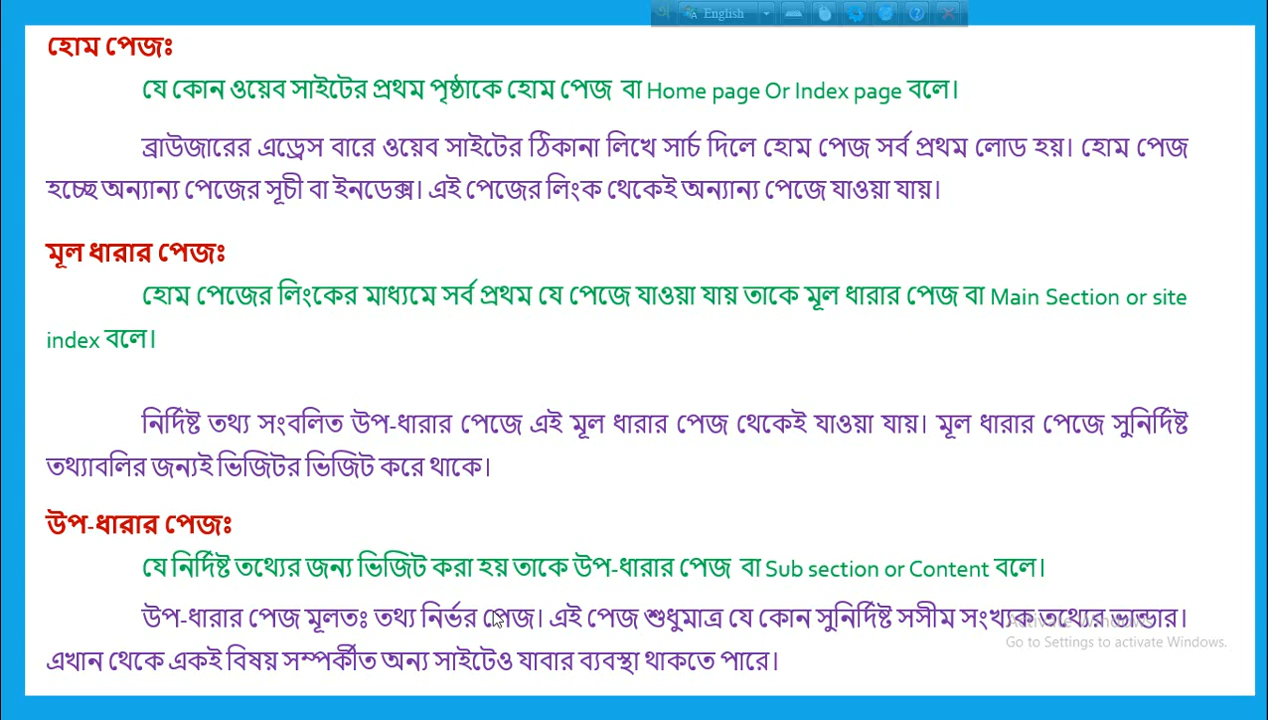 English
হোম পেজঃ
যে কোন ওয়েব সাইটের প্রথম পৃষ্ঠাকে হোম পেজ বা Home page Or Index page বলে।
ব্রাউজারের এড্রেস বারে ওয়েব সাইটের ঠিকানা লিখে সার্চ দিলে হোম পেজ সর্ব প্রথম লোড হয়। হোম পেজ
হচ্ছে অন্যান্য পেজের সূচী বা ইনডেক্স। এই পেজের লিংক থেকেই অন্যান্য পেজে যাওয়া যায়।
মূল ধারার পেজঃ
হোম পেজের লিংকের মাধ্যমে সর্ব প্রথম যে পেজে যাওয়া যায় তাকে মূল ধারার পেজ বা Main Section or site
index বলে।
নির্দিষ্ট তথ্য সংবলিত উপ-ধারার পেজে এই মূল ধারার পেজ থেকেই যাওয়া যায়। মূল ধারার পেজে সুনির্দিষ্ট
তথ্যাবলির জন্যই ভিজিটর ভিজিট করে থাকে।
উপ-ধারার পেজঃ
যে নির্দিষ্ট তথ্যের জন্য ভিজিট করা হয় তাকে উপ-ধারার পেজ বা Sub section or Content বলে।
উপ-ধারার পেজ মূলতঃ তথ্য নির্ভর পেজ। এই পেজ শুধুমাত্র যে কোন সুনির্দিষ্ট সসীম সংখ্যক তথ্যের ভান্ডার।
এখান থেকে একই বিষয় সম্পর্কীত অন্য সাইটেও যাবার ব্যবস্থা থাকতে পারে।
Activate Windows
Go to Settings to activate Windows.